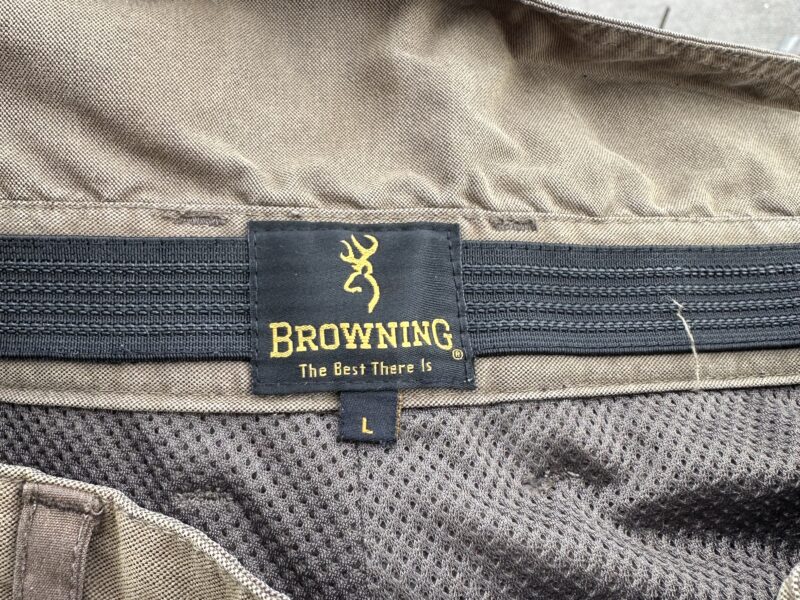 BROWNING®
The Best There Is
L